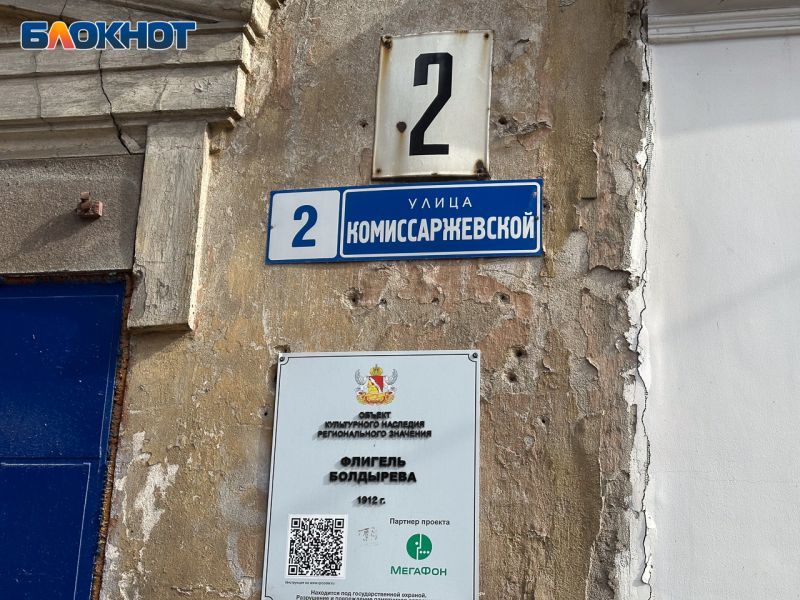 БЛОКНОТ
2
2
УЛИЦА
КОМИССАРЖЕВСКОЙ
ОБЪЕКТ
КУЛЬТУРНОГО НАСЛЕДИЯ
РЕГИОНАЛЬНОГО ЗНАЧЕНИЯ
ФЛИГЕЛЬ
БОЛДЫРЕВА
1912 г.
Партнер проекта
МЕГАФОН
Находится под государственной охраной.